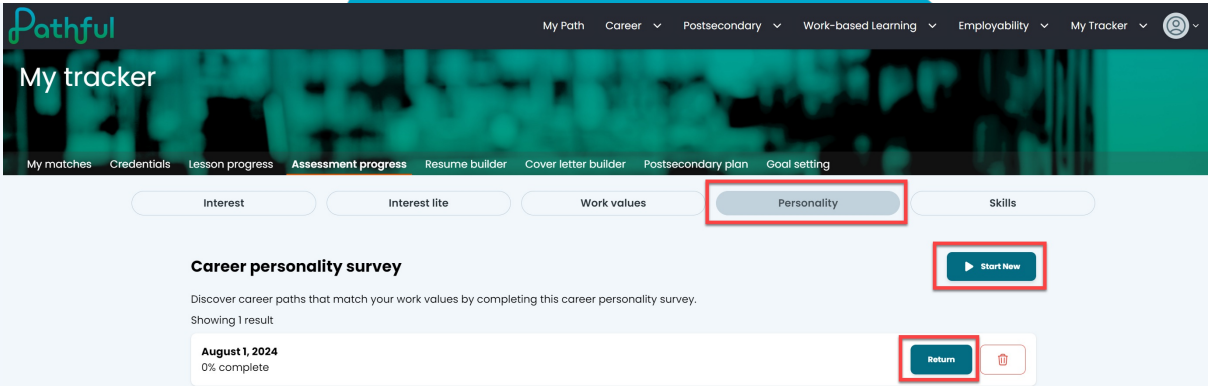 Pathful
My Path Career Postsecondary Work-based Learning Employability My Tracker
My tracker
My matches Credentials Lesson progress Assessment progress Resume builder Cover letter builder Postsecondary plan Goal setting
Interest Interest lite Work values Personality Skills
Career personality survey
Start New
Discover career paths that match your work values by completing this career personality survey.
Showing 1 result
August 1, 2024
0% complete
Return